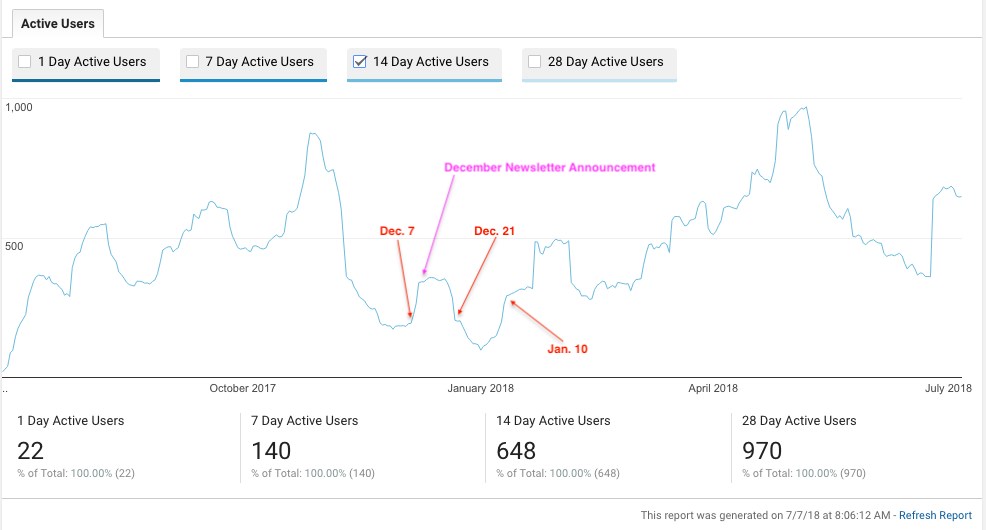 Active Users
1 Day Active Users 7 Day Active Users 14 Day Active Users 28 Day Active Users
1,000
December Newsletter Announcement
Dec. 7 Dec. 21
500
Jan. 10
.. October 2017 January 2018 April 2018 July 2018
1 Day Active Users 7 Day Active Users 14 Day Active Users 28 Day Active Users
22 140 648 970
% of Total: 100.00% (22) % of Total: 100.00% (140) % of Total: 100.00% (648) % of Total: 100.00% (970)
This report was generated on 7/7/18 at 8:06:12 AM - Refresh Report